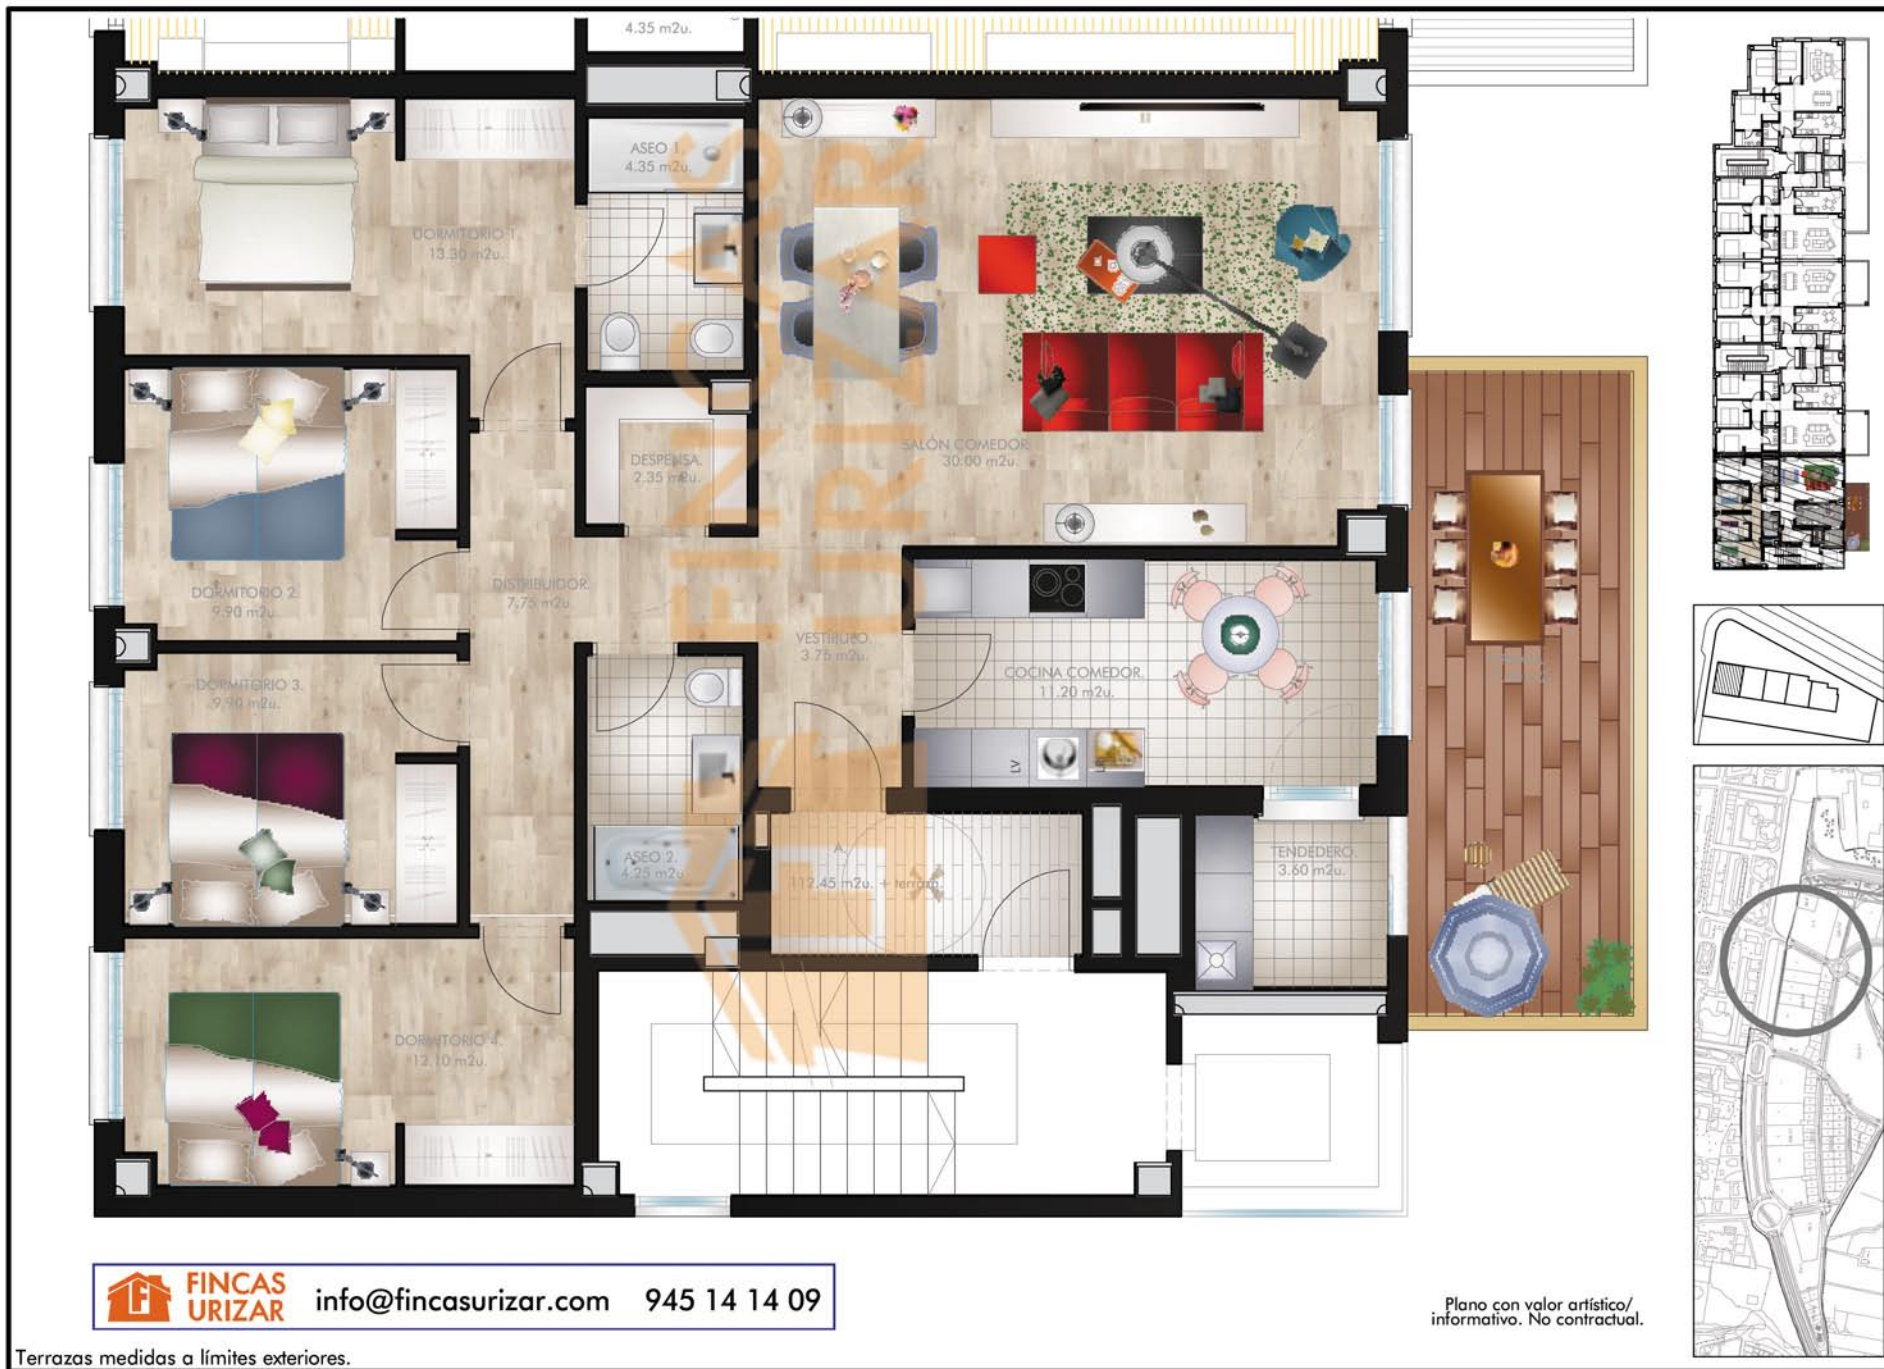 4.35 m2u.
ASEO 1.
4.35 m2u.
DORMITORIO 1.
13.30 m2u.
SALÓN COMEDOR.
30.00 m2u.
DESPENSA.
2.35 m2u.
DORMITORIO 2.
9.90 m2u.
DISTRIBUIDOR.
7.75 m2u.
VESTÍBULO.
3.75 m2u.
COCINA COMEDOR.
11.20 m2u.
DORMITORIO 3.
9.90 m2u.
LV
ASEO 2.
4.25 m2u.
A.
112.45 m2u. + terraza.
TENDEDERO.
3.60 m2u.
DORMITORIO 4.
12.10 m2u.
FINCAS
URIZAR
FINCAS
URIZAR
info@fincasurizar.com
945 14 14 09
Plano con valor artístico/
informativo. No contractual.
Terrazas medidas a límites exteriores.